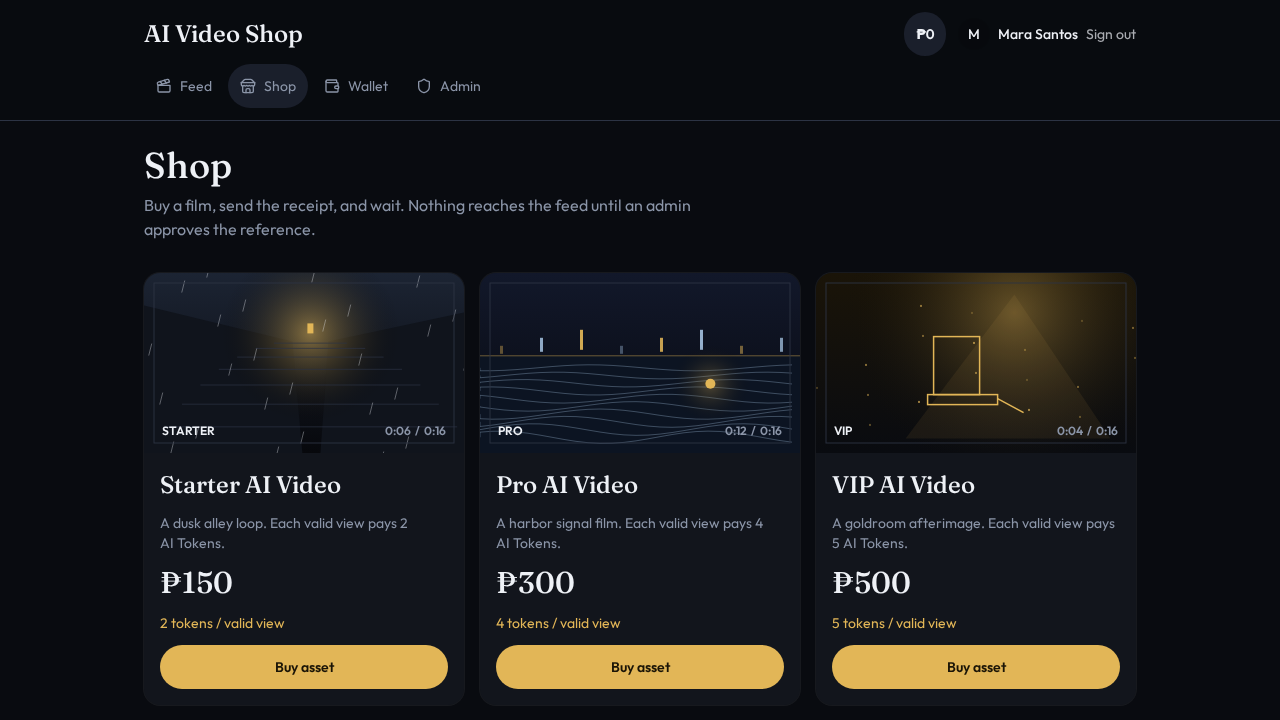 AI Video Shop
₱0
M
Mara Santos
Sign out
Feed
Shop
Wallet
Admin
Shop
Buy a film, send the receipt, and wait. Nothing reaches the feed until an admin
approves the reference.
STARTER
0:06 / 0:16
PRO
0:12 / 0:16
VIP
0:04 / 0:16
Starter AI Video
A dusk alley loop. Each valid view pays 2
AI Tokens.
₱150
2 tokens / valid view
Buy asset
Pro AI Video
A harbor signal film. Each valid view pays 4
AI Tokens.
₱300
4 tokens / valid view
Buy asset
VIP AI Video
A goldroom afterimage. Each valid view pays
5 AI Tokens.
₱500
5 tokens / valid view
Buy asset